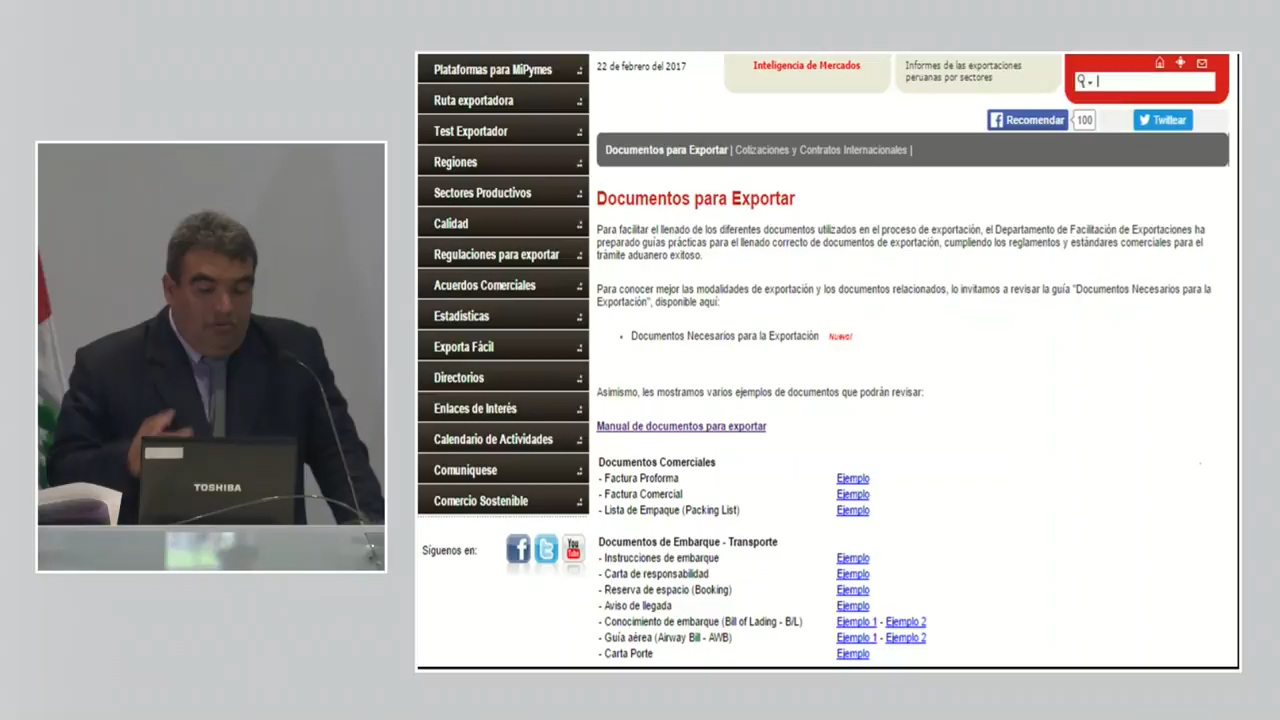 TOSHIBA
Plataformas para MiPymes
Ruta exportadora
Test Exportador
Regiones
Sectores Productivos
Calidad
Regulaciones para exportar
Acuerdos Comerciales
Estadísticas
Exporta Fácil
Directorios
Enlaces de Interés
Calendario de Actividades
Comuniquese
Comercio Sostenible
Síguenos en:
You
Tube
22 de febrero del 2017
Inteligencia de Mercados
Informes de las exportaciones
peruanas por sectores
Recomendar 100
Twittear
Documentos para Exportar | Cotizaciones y Contratos Internacionales |
Documentos para Exportar
Para facilitar el llenado de los diferentes documentos utilizados en el proceso de exportación, el Departamento de Facilitación de Exportaciones ha
preparado guías prácticas para el llenado correcto de documentos de exportación, cumpliendo los reglamentos y estándares comerciales para el
trámite aduanero exitoso.
Para conocer mejor las modalidades de exportación y los documentos relacionados, lo invitamos a revisar la guía "Documentos Necesarios para la
Exportación", disponible aquí:
• Documentos Necesarios para la Exportación Nuevo!
Asimismo, les mostramos varios ejemplos de documentos que podrán revisar:
Manual de documentos para exportar
Documentos Comerciales
- Factura Proforma Ejemplo
- Factura Comercial Ejemplo
- Lista de Empaque (Packing List) Ejemplo
Documentos de Embarque - Transporte
- Instrucciones de embarque Ejemplo
- Carta de responsabilidad Ejemplo
- Reserva de espacio (Booking) Ejemplo
- Aviso de llegada Ejemplo
- Conocimiento de embarque (Bill of Lading - B/L) Ejemplo 1 - Ejemplo 2
- Guía aérea (Airway Bill - AWB) Ejemplo 1 - Ejemplo 2
- Carta Porte Ejemplo